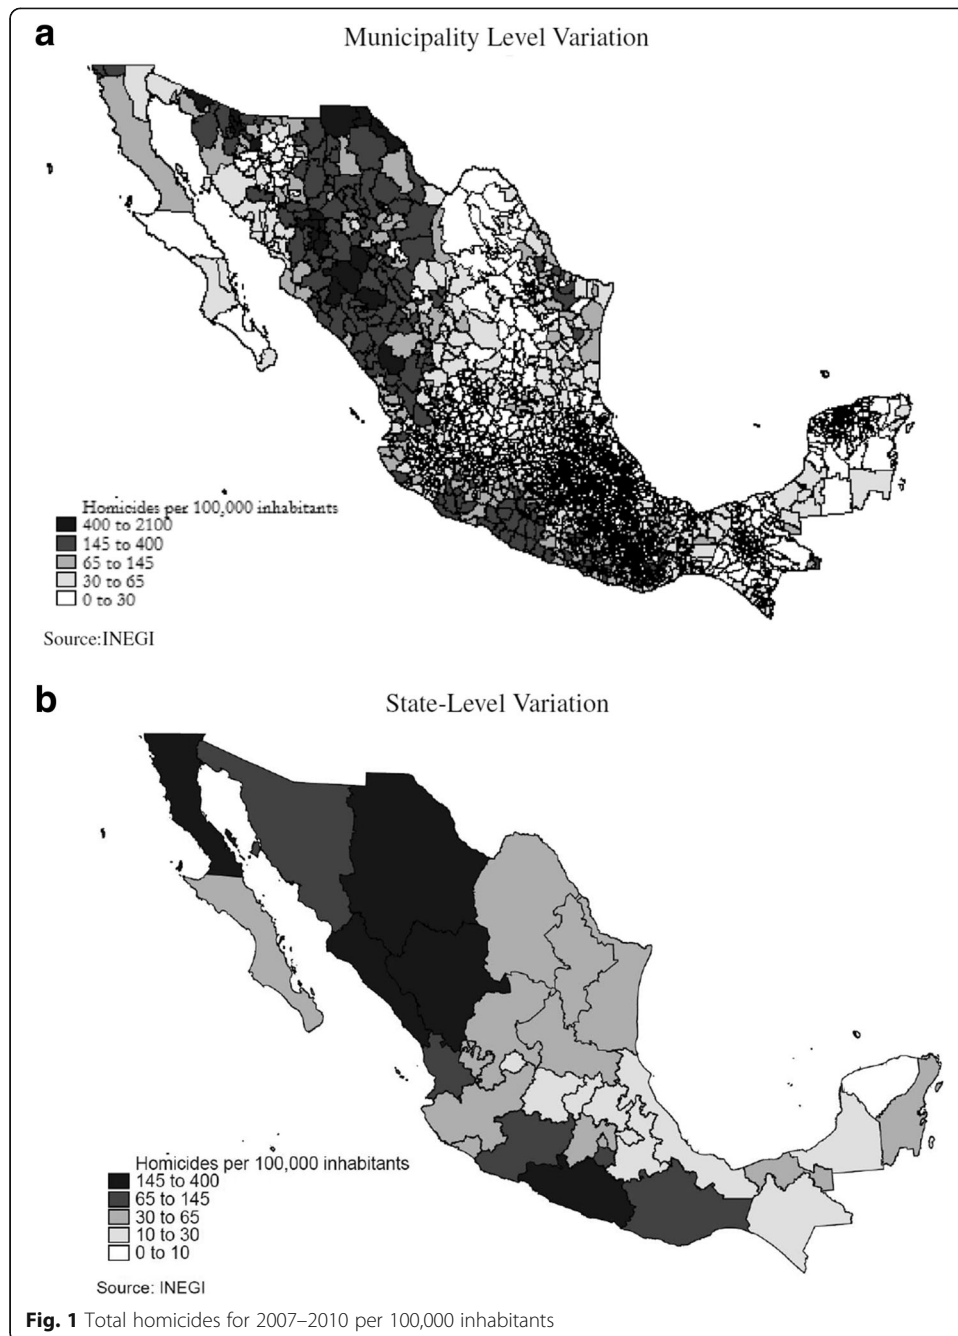 a
Municipality Level Variation
Homicides per 100,000 inhabitants
400 to 2100
145 to 400
65 to 145
30 to 65
0 to 30
Source:INEGI
b
State-Level Variation
Homicides per 100,000 inhabitants
145 to 400
65 to 145
30 to 65
10 to 30
0 to 10
Source: INEGI
Fig. 1 Total homicides for 2007–2010 per 100,000 inhabitants